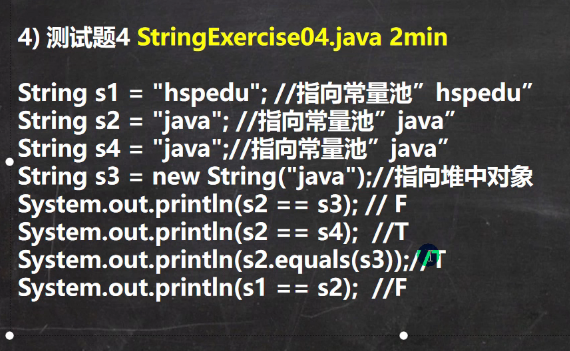 4) 测试题4 StringExercise04.java 2min
String s1 = "hspedu"; //指向常量池”hspedu”
String s2 = "java"; //指向常量池”java”
String s4 = "java";//指向常量池”java”
String s3 = new String("java");//指向堆中对象
System.out.println(s2 == s3); // F
System.out.println(s2 == s4);  //T
System.out.println(s2.equals(s3));//T
System.out.println(s1 == s2);  //F